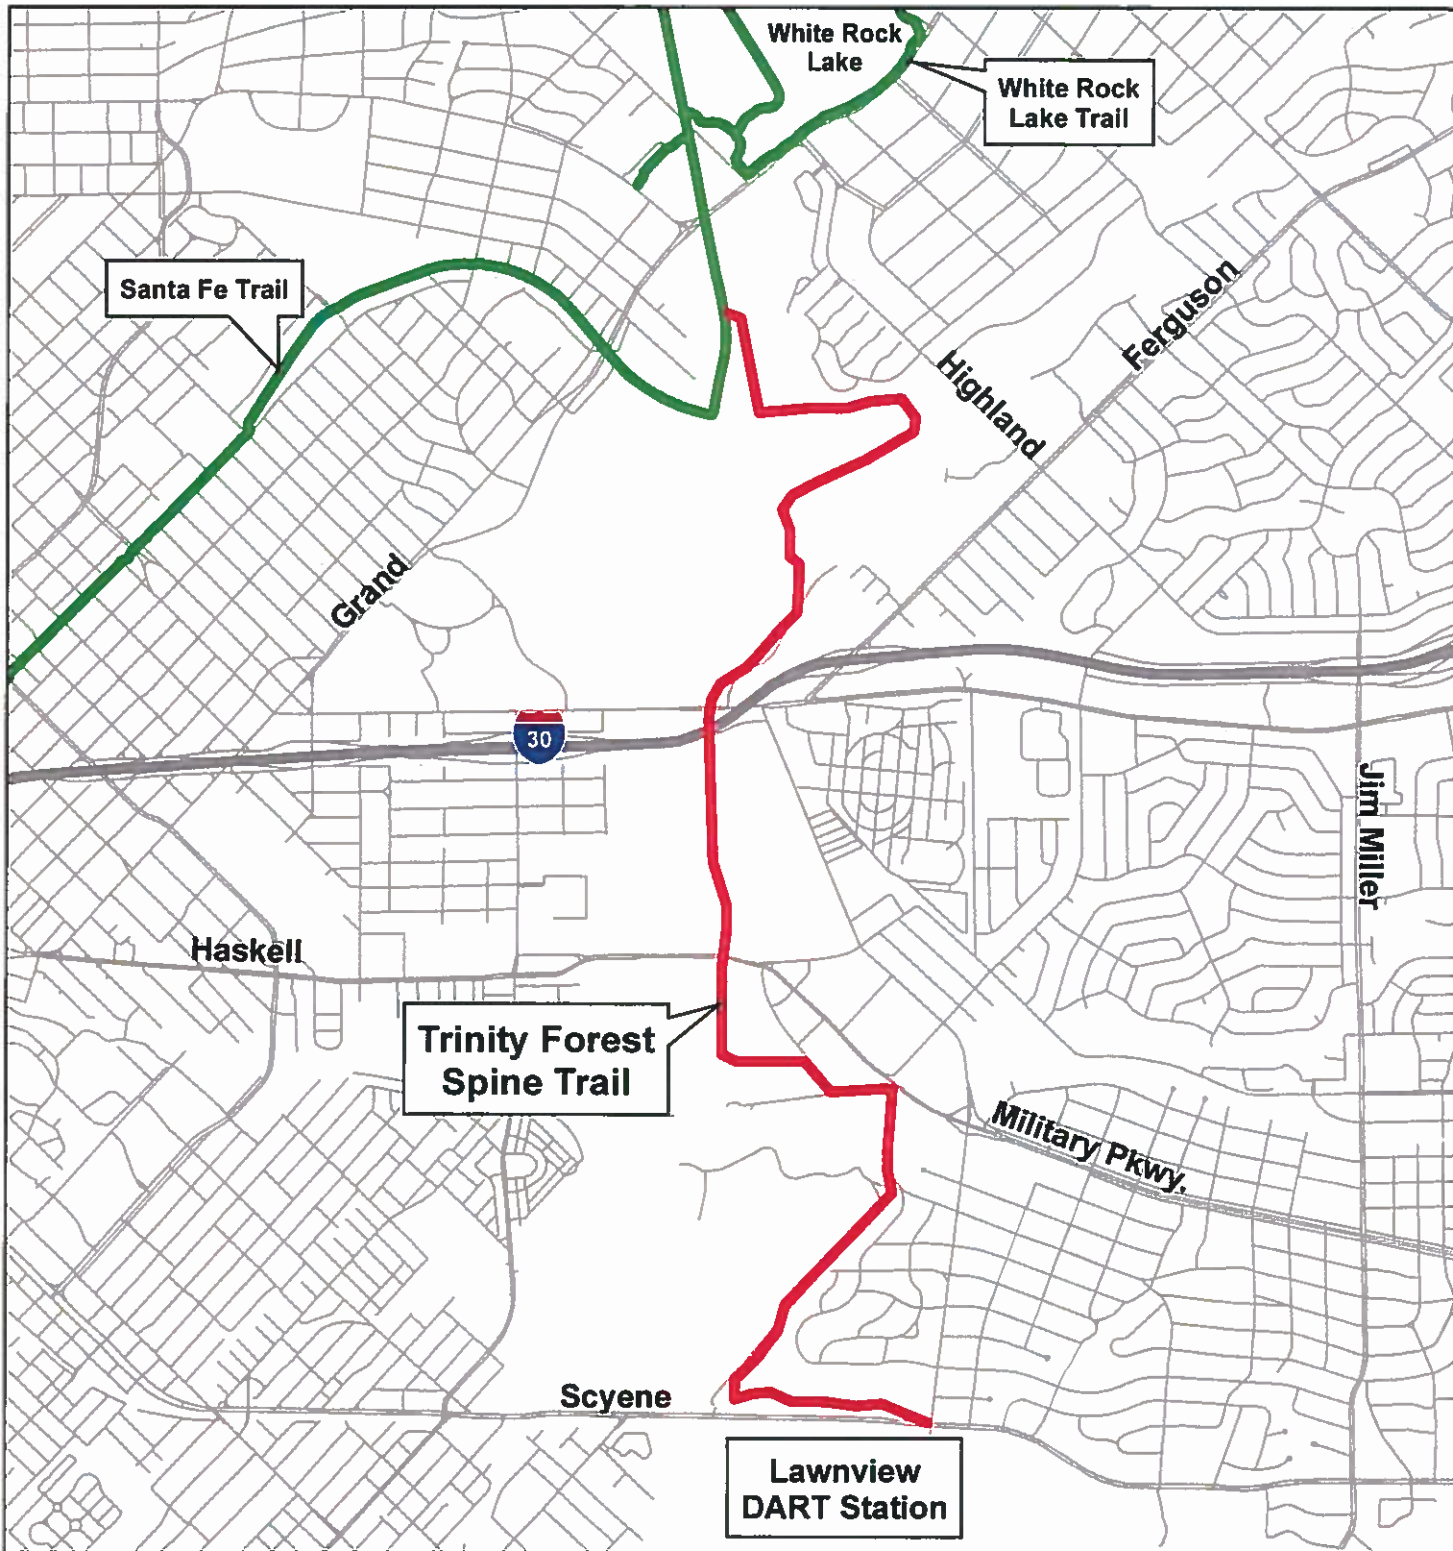 White Rock
Lake
White Rock
Lake Trail
Santa Fe Trail
Ferguson
Highland
Grand
30
Jim Miller
Haskell
Trinity Forest
Spine Trail
Military Pkwy.
Scyene
Lawnview
DART Station